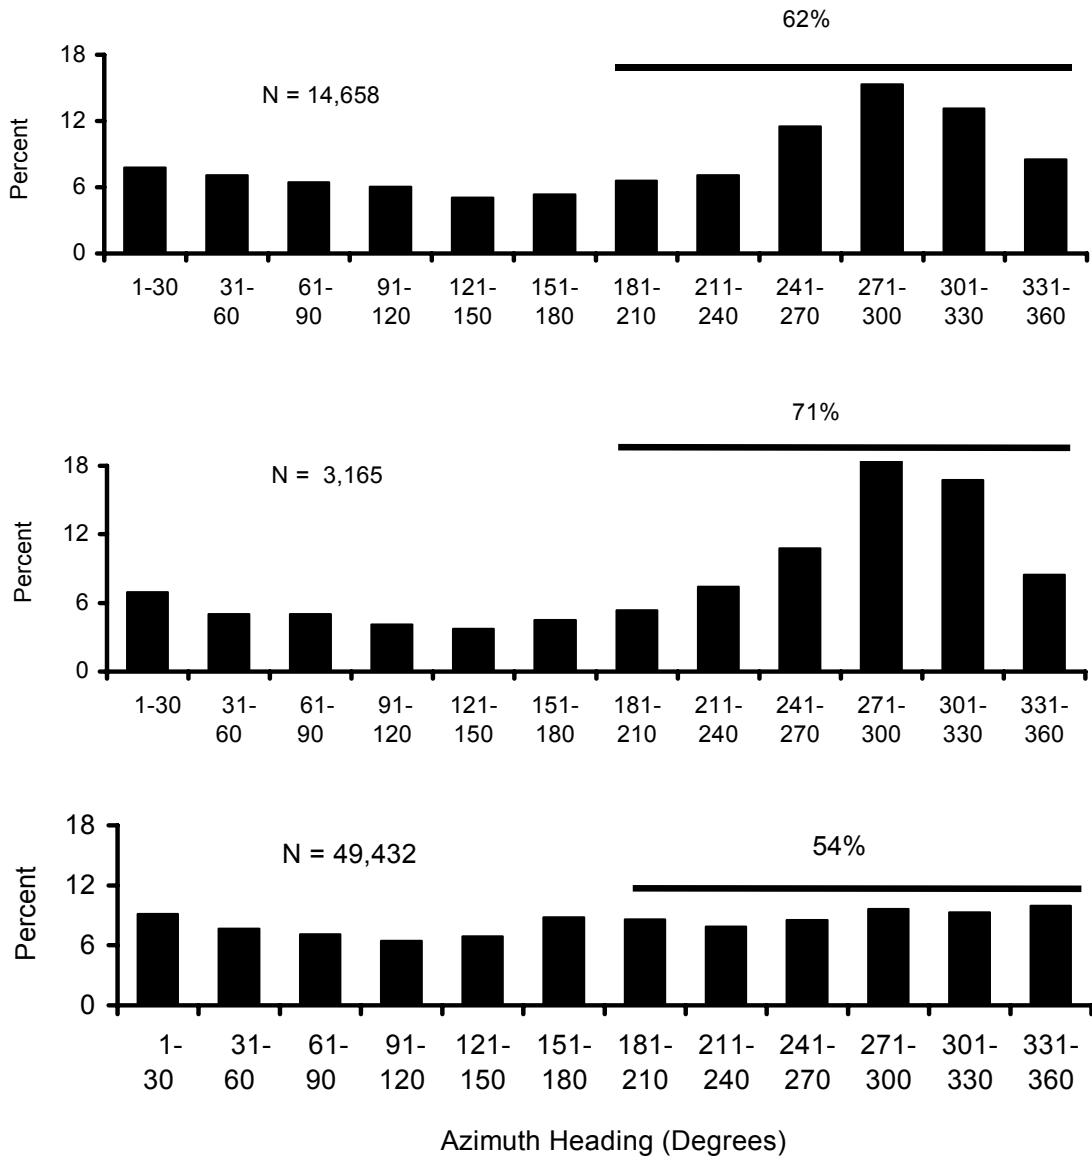 62%
18
N = 14,658
12
Percent
6
0
1-30 31- 61- 91- 121- 151- 181- 211- 241- 271- 301- 331-
60 90 120 150 180 210 240 270 300 330 360
71%
18
N = 3,165
12
Percent
6
0
1-30 31- 61- 91- 121- 151- 181- 211- 241- 271- 301- 331-
60 90 120 150 180 210 240 270 300 330 360
18
N = 49,432
54%
12
Percent
6
0
1- 31- 61- 91- 121- 151- 181- 211- 241- 271- 301- 331-
30 60 90 120 150 180 210 240 270 300 330 360
Azimuth Heading (Degrees)